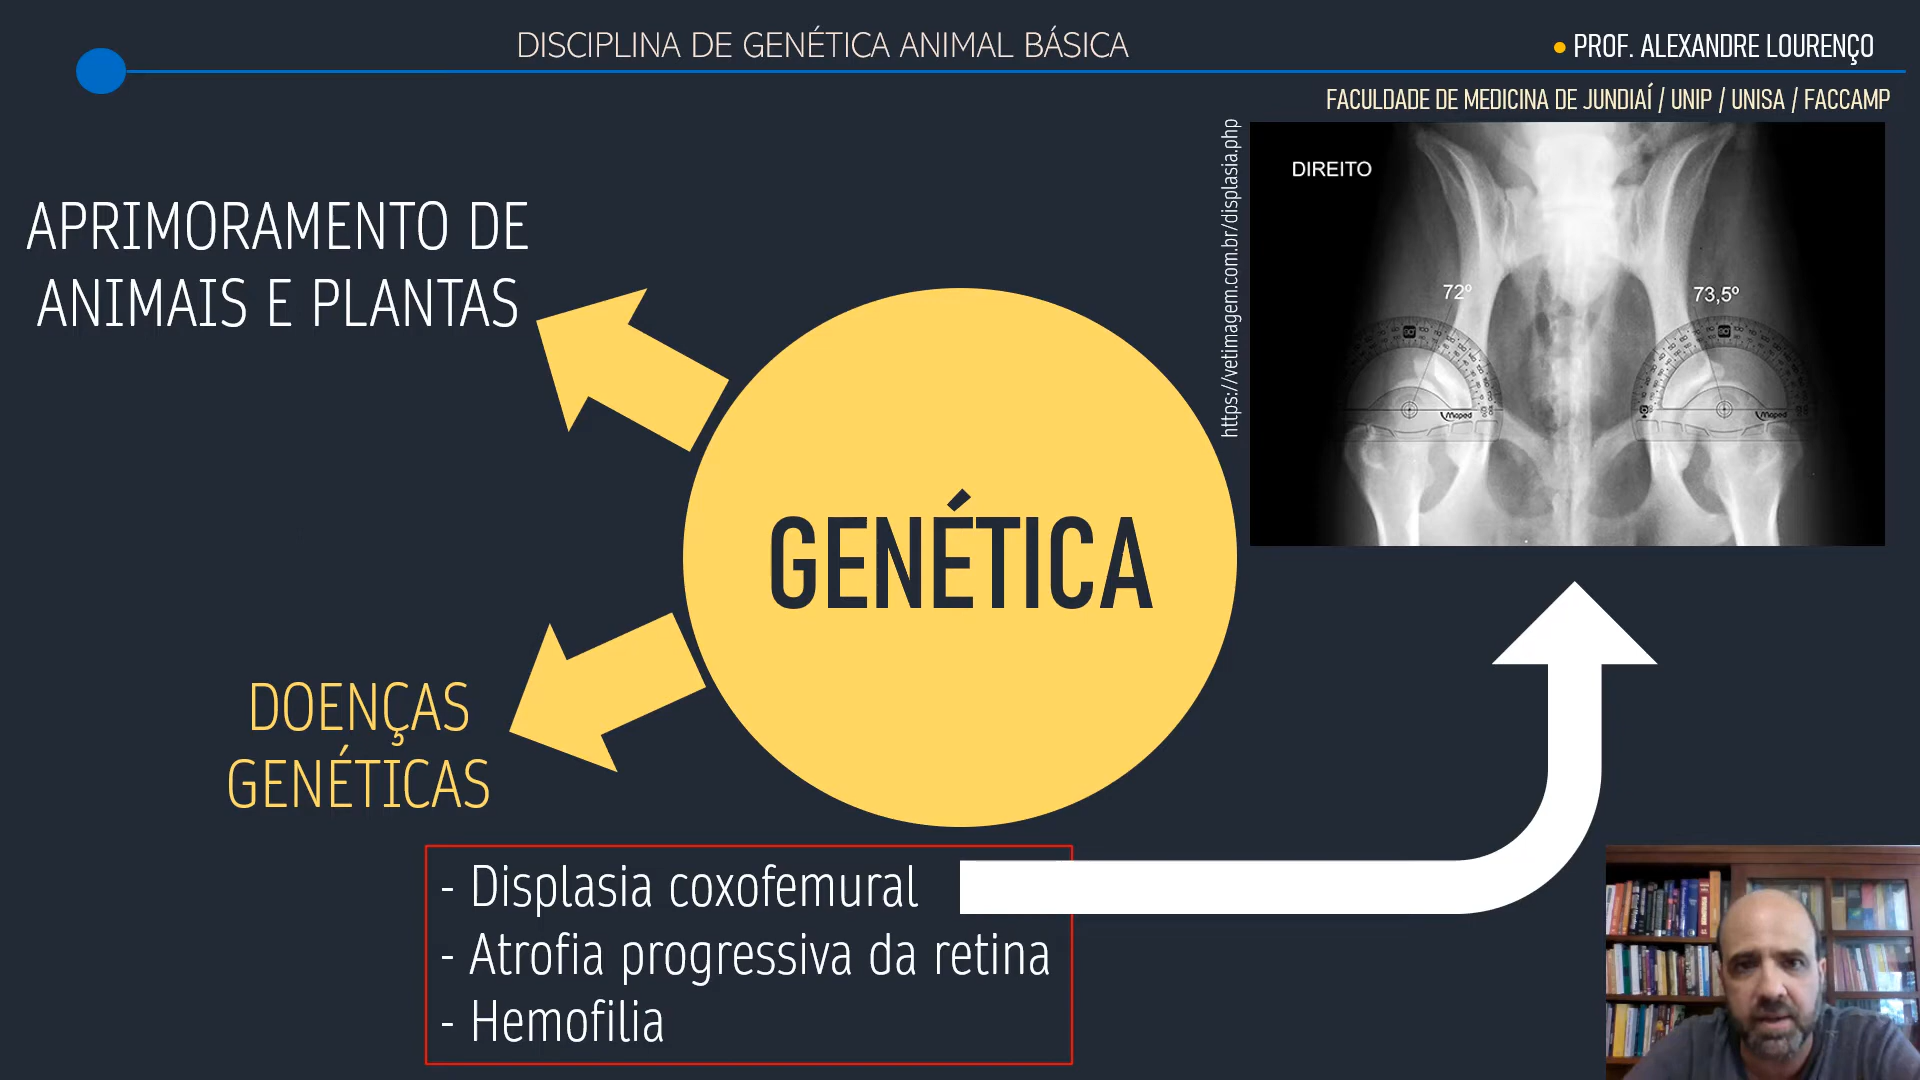 DISCIPLINA DE GENÉTICA ANIMAL BÁSICA
• PROF. ALEXANDRE LOURENÇO
FACULDADE DE MEDICINA DE JUNDIAÍ / UNIP / UNISA / FACCAMP
https://vetimagem.com.br/displasia.php
DIREITO
72º
73,5º
Maped
Maped
APRIMORAMENTO DE
ANIMAIS E PLANTAS
GENÉTICA
DOENÇAS
GENÉTICAS
- Displasia coxofemural
- Atrofia progressiva da retina
- Hemofilia